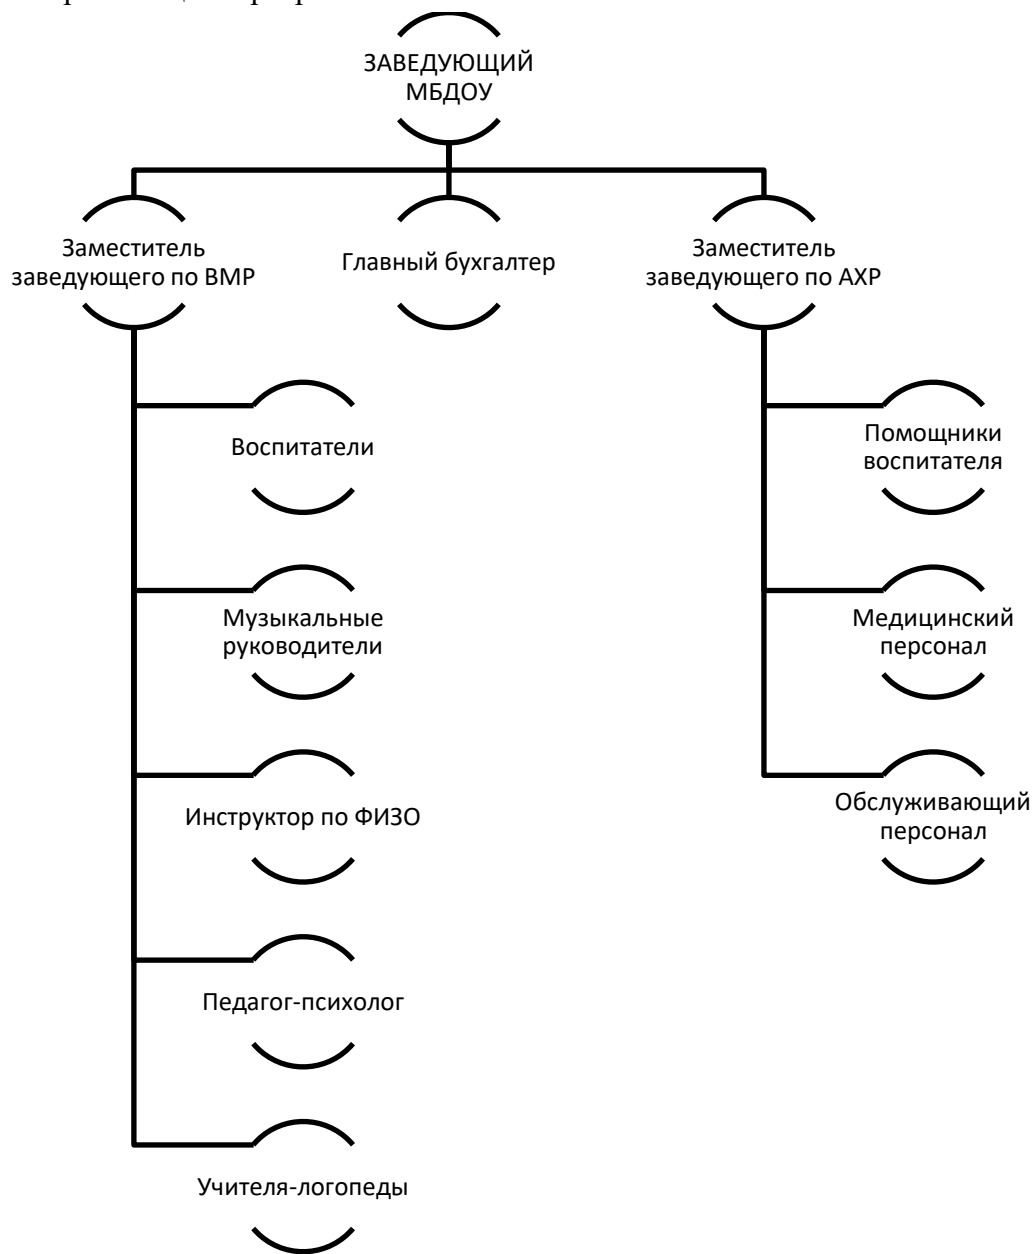 ЗАВЕДУЮЩИЙ
МБДОУ
Заместитель
заведующего по ВМР
Главный бухгалтер
Заместитель
заведующего по АХР
Воспитатели
Музыкальные
руководители
Инструктор по ФИЗО
Педагог-психолог
Учителя-логопеды
Помощники
воспитателя
Медицинский
персонал
Обслуживающий
персонал